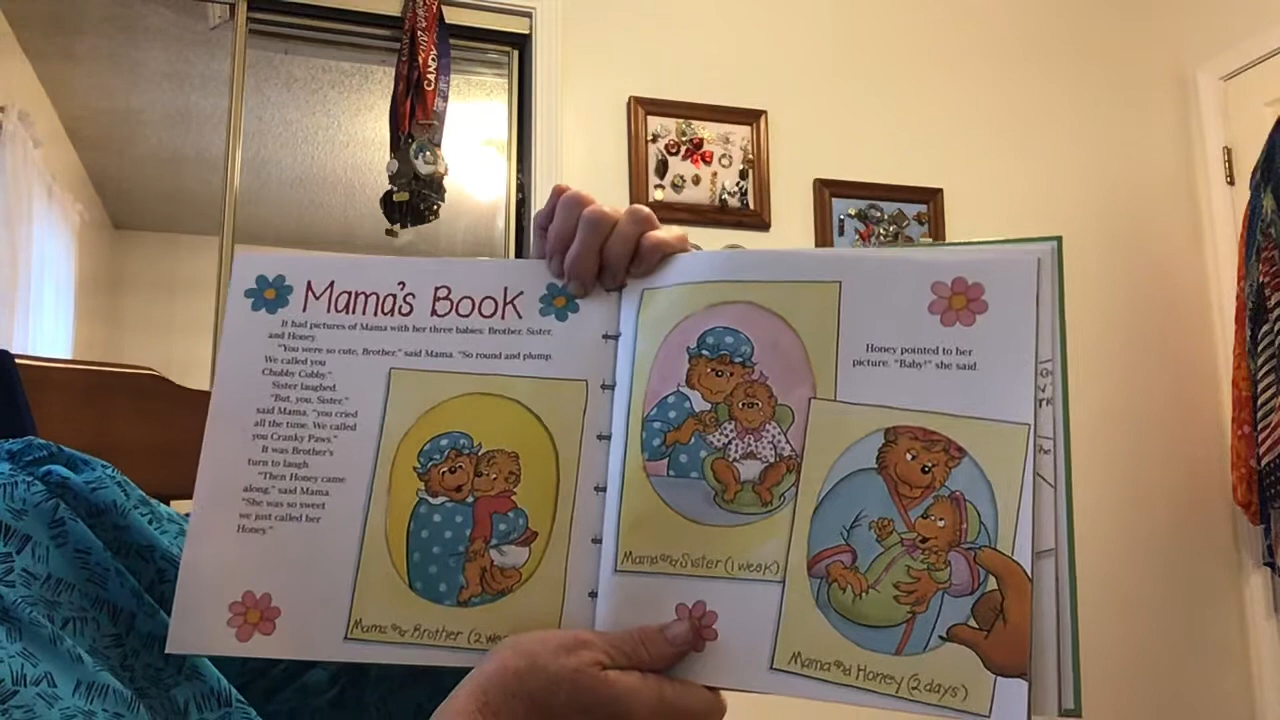 CANDY
Mama's Book
It had pictures of Mama with her three babies: Brother, Sister,
and Honey.
"You were so cute, Brother," said Mama. "So round and plump.
We called you
Chubby Cubby."
Sister laughed.
"But, you, Sister,"
said Mama, "you cried
all the time. We called
you Cranky Paws."
It was Brother's
turn to laugh.
"Then Honey came
along," said Mama.
"She was so sweet
we just called her
Honey."
Mama and Brother (2
Mama and Sister (1 week)
Honey pointed to her
picture. "Baby!" she said.
Mama and Honey (2 days)